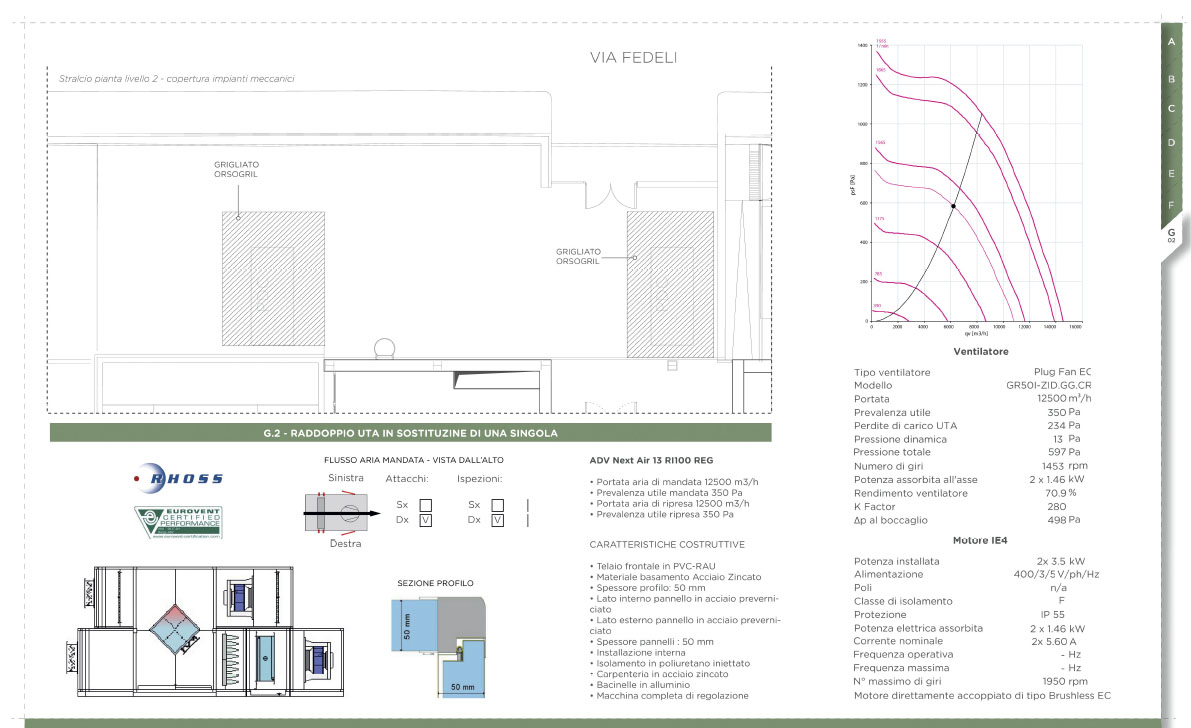 VIA FEDELI
Stralcio pianta livello 2 - copertura impianti meccanici
GRIGLIATO
ORSOGRIL
GRIGLIATO
ORSOGRIL
G.2 - RADDOPPIO UTA IN SOSTITUZINE DI UNA SINGOLA
RHOSS
EUROVENT
CERTIFIED
PERFORMANCE
www.eurovent-certification.com
FLUSSO ARIA MANDATA - VISTA DALL'ALTO
Sinistra
Attacchi:
Ispezioni:
Sx
Sx
Dx V
Dx V
Destra
SEZIONE PROFILO
50 mm
50 mm
ADV Next Air 13 RI100 REG
• Portata aria di mandata 12500 m3/h
• Prevalenza utile mandata 350 Pa
• Portata aria di ripresa 12500 m3/h
• Prevalenza utile ripresa 350 Pa
CARATTERISTICHE COSTRUTTIVE
• Telaio frontale in PVC-RAU
• Materiale basamento Acciaio Zincato
• Spessore profilo: 50 mm
• Lato interno pannello in acciaio preverni-
ciato
• Lato esterno pannello in acciaio preverni-
ciato
• Spessore pannelli : 50 mm
• Installazione interna
• Isolamento in poliuretano iniettato
• Carpenteria in acciaio zincato
• Bacinelle in alluminio
• Macchina completa di regolazione
psF [Pa]
1400
1200
1000
800
600
400
200
0
1955
1/min
1565
1175
783
390
0 2000 4000 6000 8000 10000 12000 14000 16000
qv [m3/h]
Ventilatore
Tipo ventilatore Plug Fan EC
Modello GR50I-ZID.GG.CR
Portata 12500 m³/h
Prevalenza utile 350 Pa
Perdite di carico UTA 234 Pa
Pressione dinamica 13 Pa
Pressione totale 597 Pa
Numero di giri 1453 rpm
Potenza assorbita all'asse 2 x 1.46 kW
Rendimento ventilatore 70.9 %
K Factor 280
Δp al boccaglio 498 Pa
Motore IE4
Potenza installata 2x 3.5 kW
Alimentazione 400/3/5 V/ph/Hz
Poli n/a
Classe di isolamento F
Protezione IP 55
Potenza elettrica assorbita 2 x 1.46 kW
Corrente nominale 2x 5.60 A
Frequenza operativa - Hz
Frequenza massima - Hz
N° massimo di giri 1950 rpm
Motore direttamente accoppiato di tipo Brushless EC
A
B
C
D
E
F
G
02